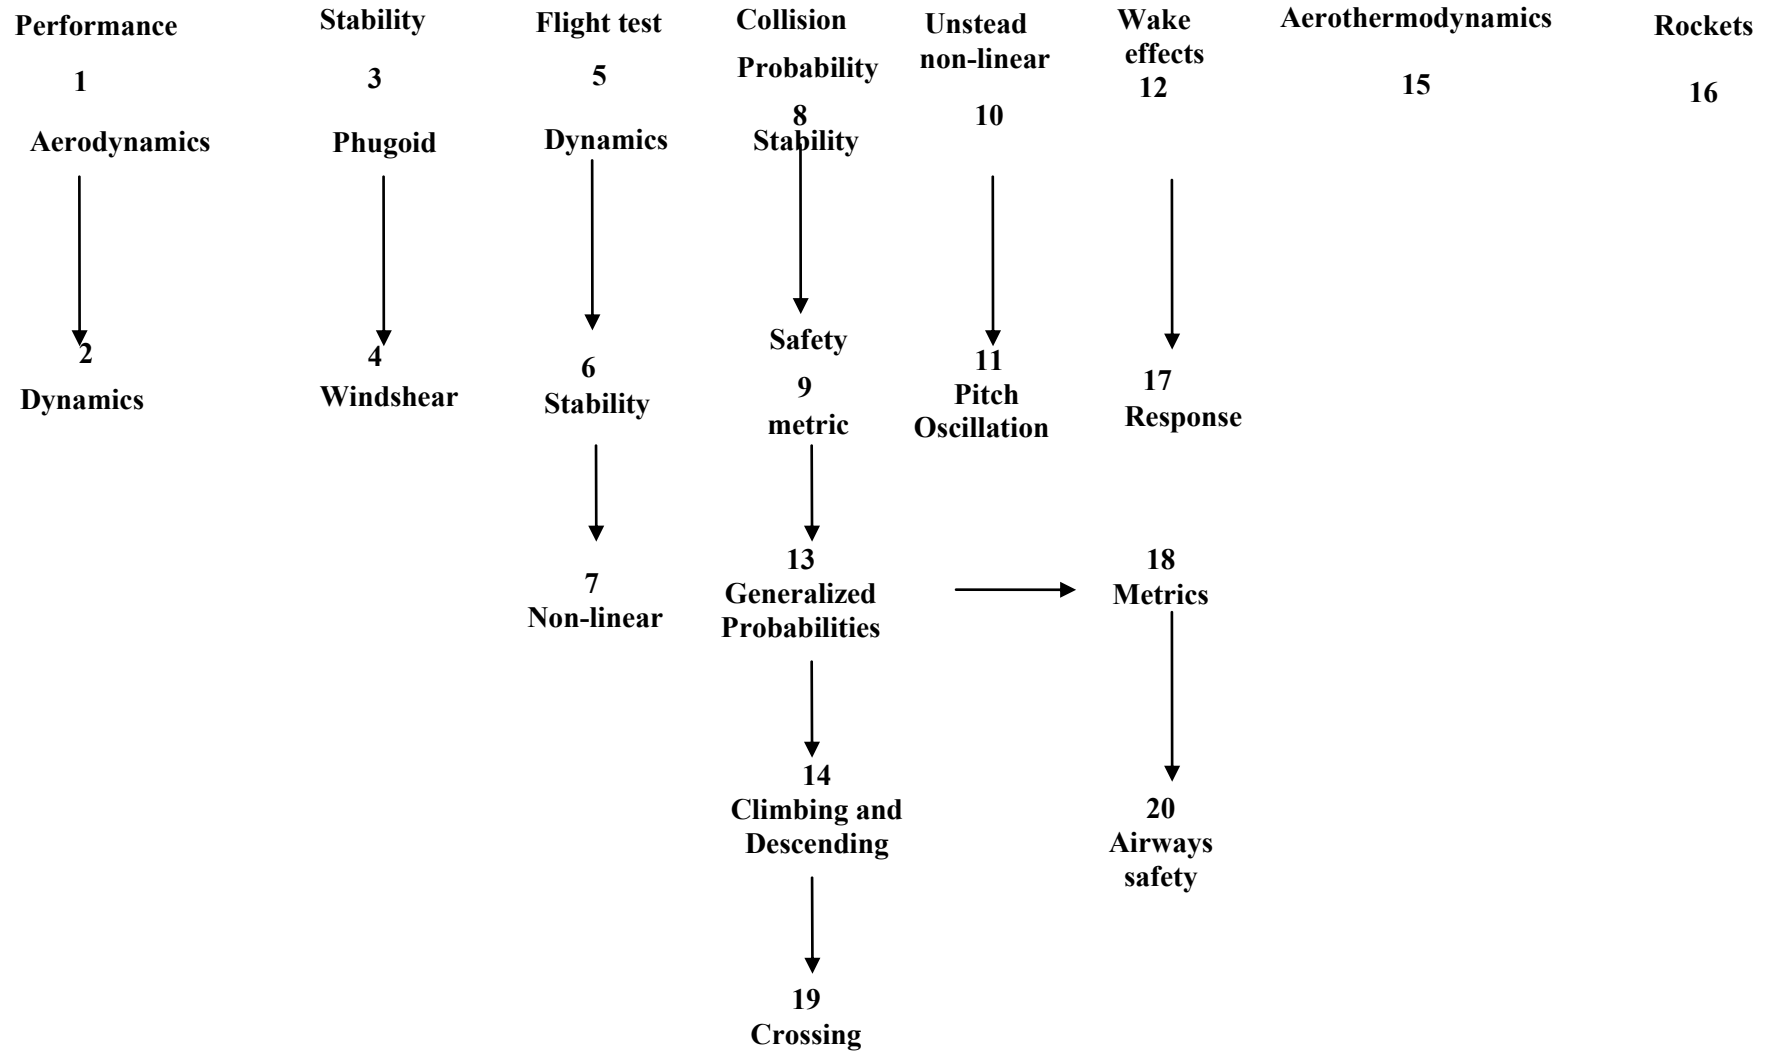 Performance
1
Aerodynamics
2
Dynamics
Stability
3
Phugoid
4
Windshear
Flight test
5
Dynamics
6
Stability
7
Non-linear
Collision
Probability
8
Stability
Safety
9
metric
13
Generalized
Probabilities
14
Climbing and
Descending
19
Crossing
Unstead
non-linear
10
11
Pitch
Oscillation
Wake
effects
12
17
Response
18
Metrics
20
Airways
safety
Aerothermodynamics
15
Rockets
16